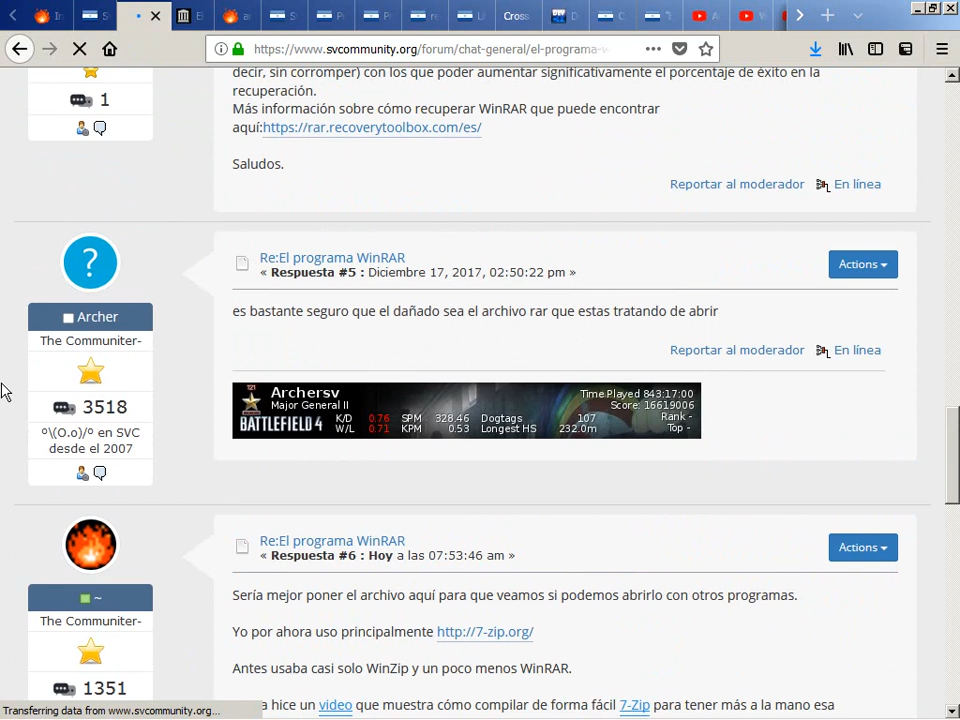 https://www.svcommunity.org/forum/chat-general/el-programa-w
Cross
decir, sin corromper) con los que poder aumentar significativamente el porcentaje de éxito en la
recuperación.
Más información sobre cómo recuperar WinRAR que puede encontrar
aquí:https://rar.recoverytoolbox.com/es/
Saludos.
1
Reportar al moderador En línea
Re:El programa WinRAR
« Respuesta #5 : Diciembre 17, 2017, 02:50:22 pm »
Actions
Archer
The Communiter-
3518
º\(O.o)/º en SVC
desde el 2007
es bastante seguro que el dañado sea el archivo rar que estas tratando de abrir
Reportar al moderador En línea
121
Archersv
Major General II
BATTLEFIELD 4
K/D 0.76 SPM 328.46 Dogtags 107
W/L 0.71 KPM 0.53 Longest HS 232.0m
Time Played 843:17:00
Score: 16619006
Rank -
Top -
Re:El programa WinRAR
« Respuesta #6 : Hoy a las 07:53:46 am »
Actions
~
The Communiter-
1351
Sería mejor poner el archivo aquí para que veamos si podemos abrirlo con otros programas.
Yo por ahora uso principalmente http://7-zip.org/
Antes usaba casi solo WinZip y un poco menos WinRAR.
a hice un video que muestra cómo compilar de forma fácil 7-Zip para tener más a la mano esa
Transferring data from www.svcommunity.org...